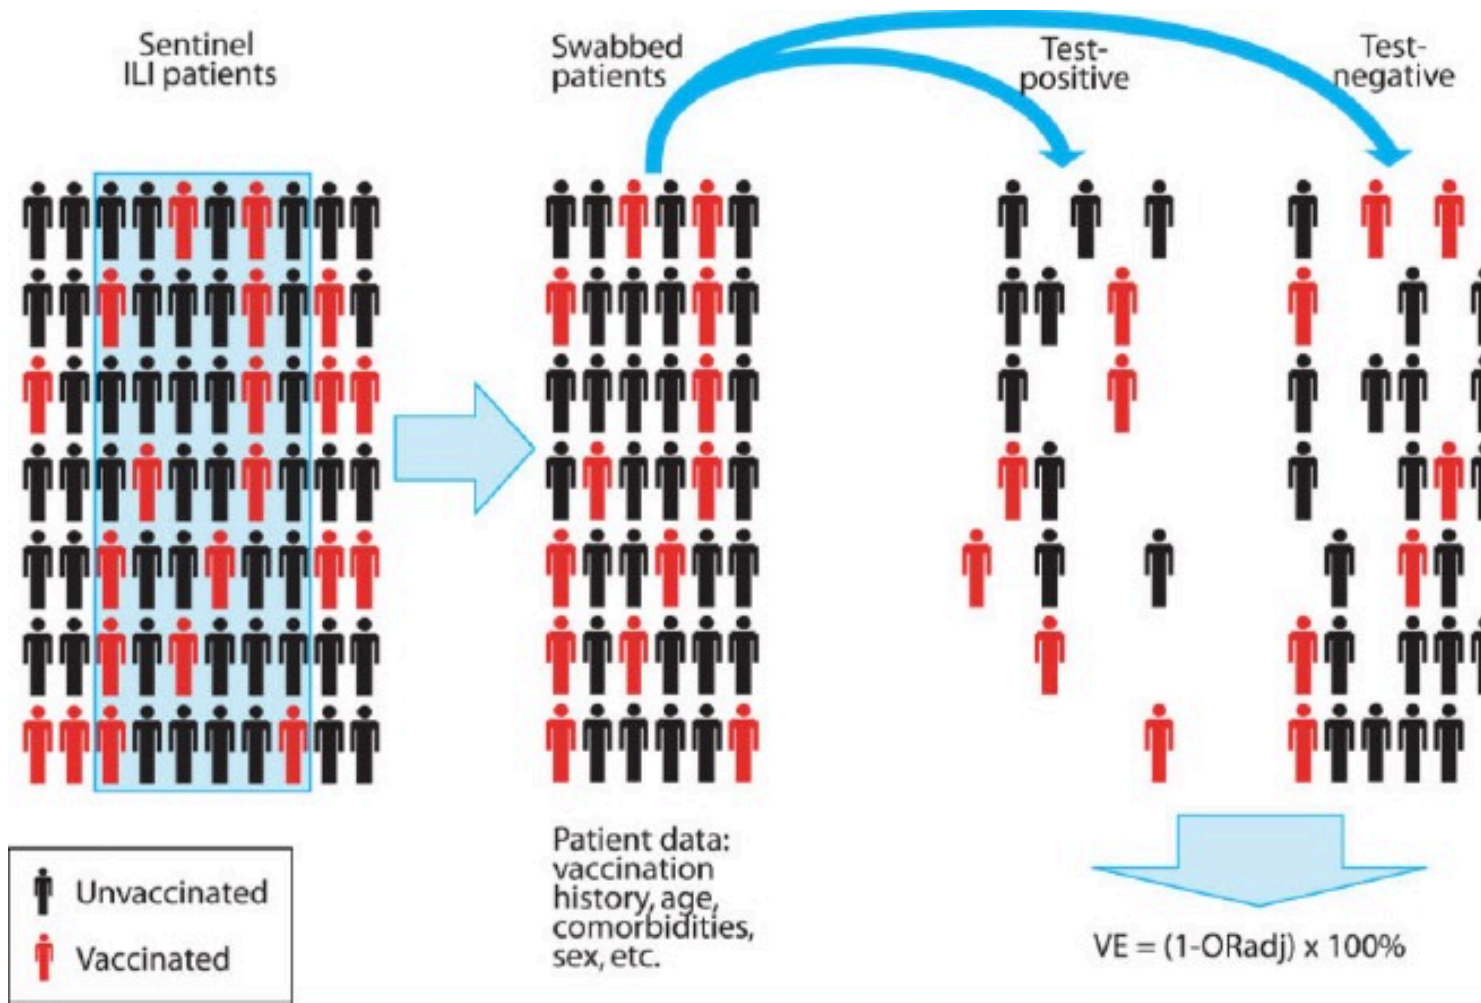 Sentinel
ILI patients
Swabbed
patients
Test-
positive
Test-
negative
Unvaccinated
Vaccinated
Patient data:
vaccination
history, age,
comorbidities,
sex, etc.
VE = (1-ORadj) x 100%